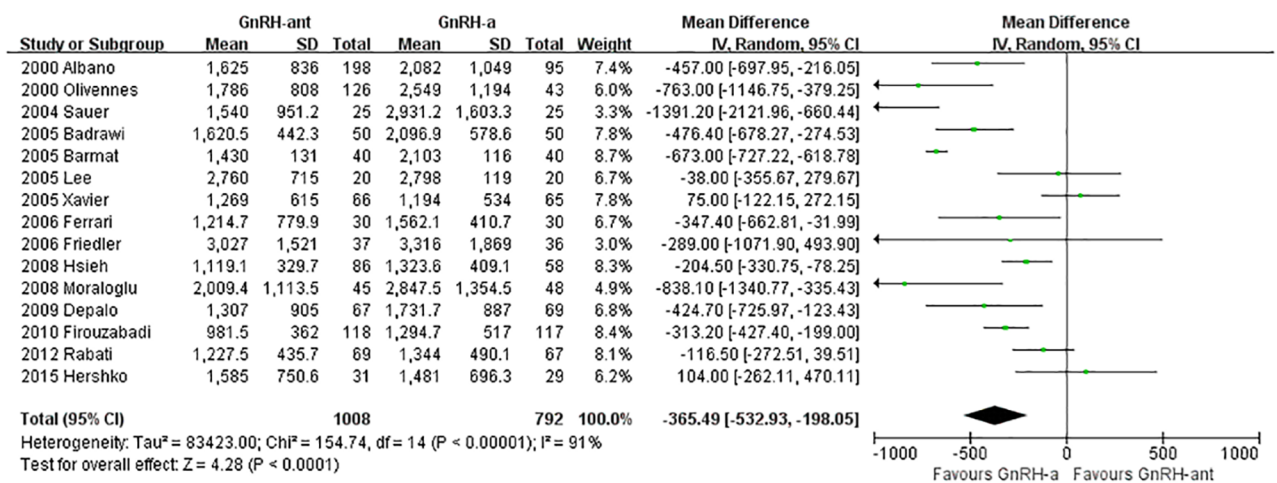 GnRH-ant GnRH-a Mean Difference Mean Difference
Study or Subgroup Mean SD Total Mean SD Total Weight IV, Random, 95% CI IV, Random, 95% CI
2000 Albano 1,625 836 198 2,082 1,049 95 7.4% -457.00 [-697.95, -216.05]
2000 Olivennes 1,786 808 126 2,549 1,194 43 6.0% -763.00 [-1146.75, -379.25]
2004 Sauer 1,540 951.2 25 2,931.2 1,603.3 25 3.3% -1391.20 [-2121.96, -660.44]
2005 Badrawi 1,620.5 442.3 50 2,096.9 578.6 50 7.8% -476.40 [-678.27, -274.53]
2005 Barmat 1,430 131 40 2,103 116 40 8.7% -673.00 [-727.22, -618.78]
2005 Lee 2,760 715 20 2,798 119 20 6.7% -38.00 [-355.67, 279.67]
2005 Xavier 1,269 615 66 1,194 534 65 7.8% 75.00 [-122.15, 272.15]
2006 Ferrari 1,214.7 779.9 30 1,562.1 410.7 30 6.7% -347.40 [-662.81, -31.99]
2006 Friedler 3,027 1,521 37 3,316 1,869 36 3.0% -289.00 [-1071.90, 493.90]
2008 Hsieh 1,119.1 329.7 86 1,323.6 409.1 58 8.3% -204.50 [-330.75, -78.25]
2008 Moraloglu 2,009.4 1,113.5 45 2,847.5 1,354.5 48 4.9% -838.10 [-1340.77, -335.43]
2009 Depalo 1,307 905 67 1,731.7 887 69 6.8% -424.70 [-725.97, -123.43]
2010 Firouzabadi 981.5 362 118 1,294.7 517 117 8.4% -313.20 [-427.40, -199.00]
2012 Rabati 1,227.5 435.7 69 1,344 490.1 67 8.1% -116.50 [-272.51, 39.51]
2015 Hershko 1,585 750.6 31 1,481 696.3 29 6.2% 104.00 [-262.11, 470.11]
Total (95% CI) 1008 792 100.0% -365.49 [-532.93, -198.05]
Heterogeneity: Tau² = 83423.00; Chi² = 154.74, df = 14 (P < 0.00001); I² = 91%
Test for overall effect: Z = 4.28 (P < 0.0001)
-1000 -500 0 500 1000
Favours GnRH-a Favours GnRH-ant